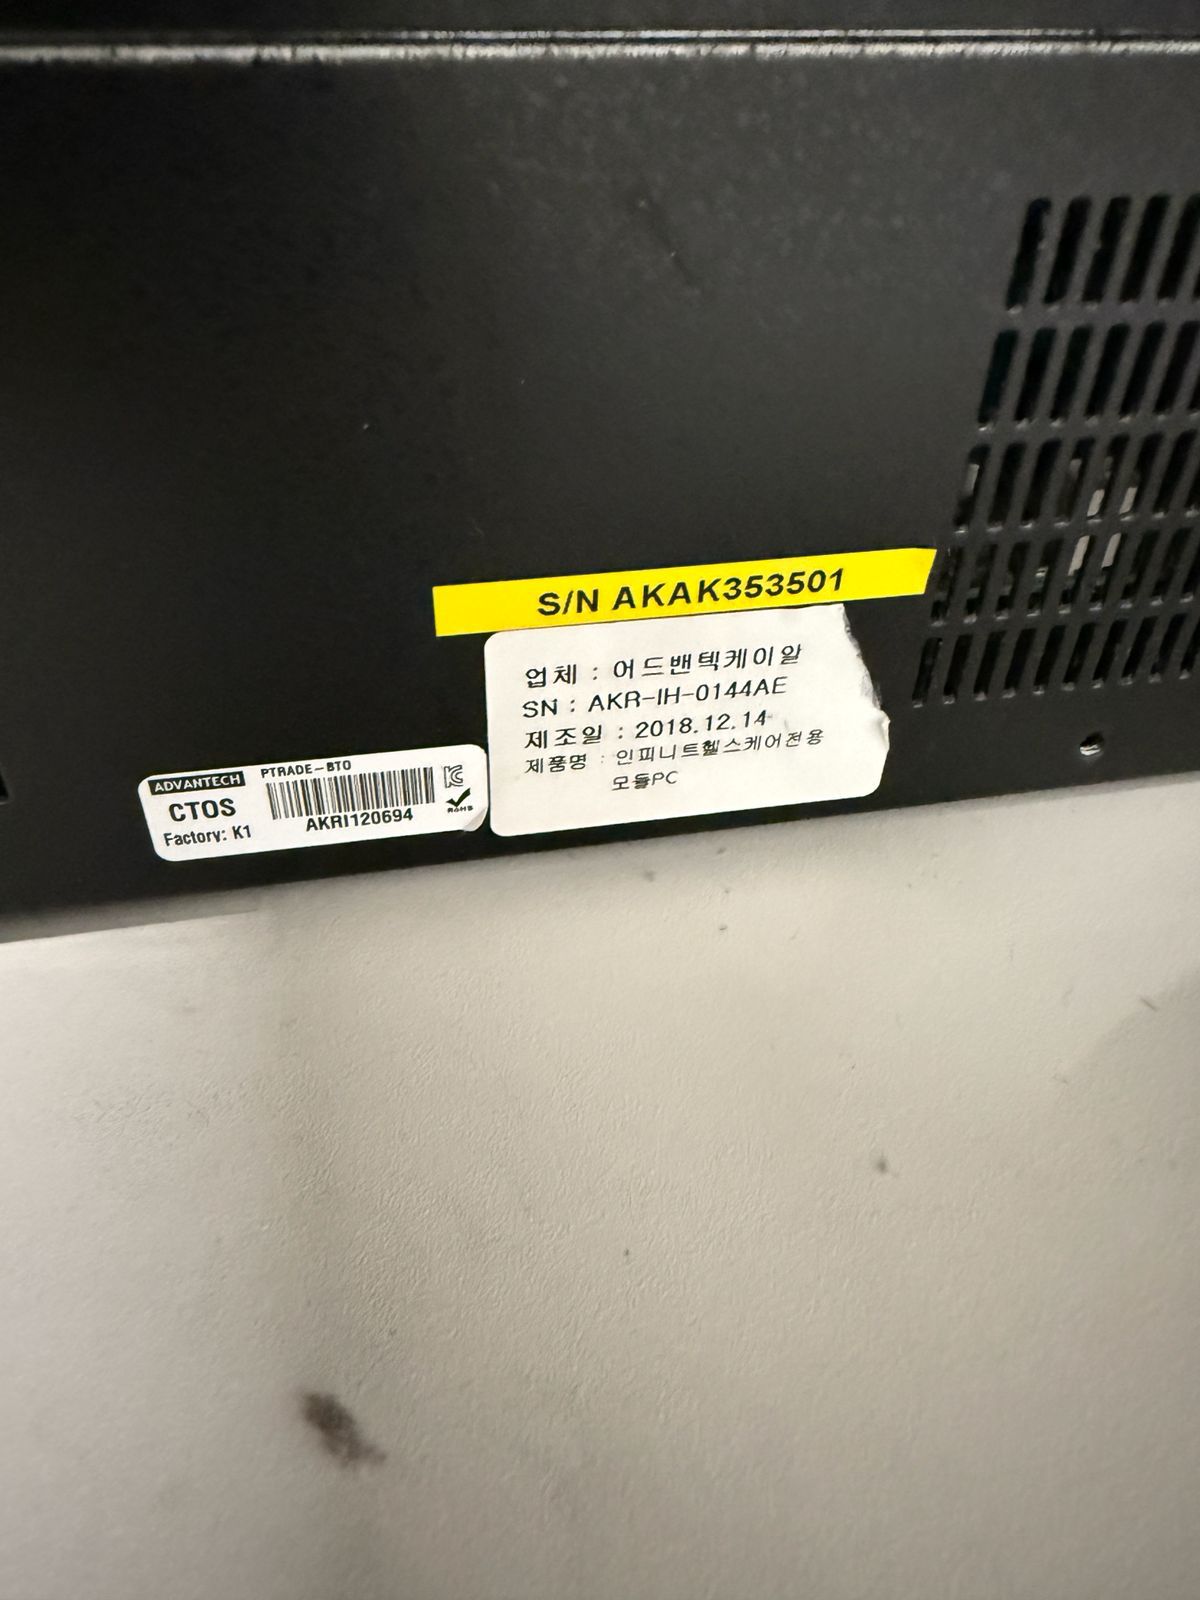 S/N AKAK353501
업체 : 어드밴텍케이알
SN : AKR-IH-0144AE
제조일 : 2018.12.14
제품명 : 인피니트헬스케어전용
모듈PC
ADVANTECH
PTRADE-BTO
CTOS
Factory: K1
AKRI120694
RoHS